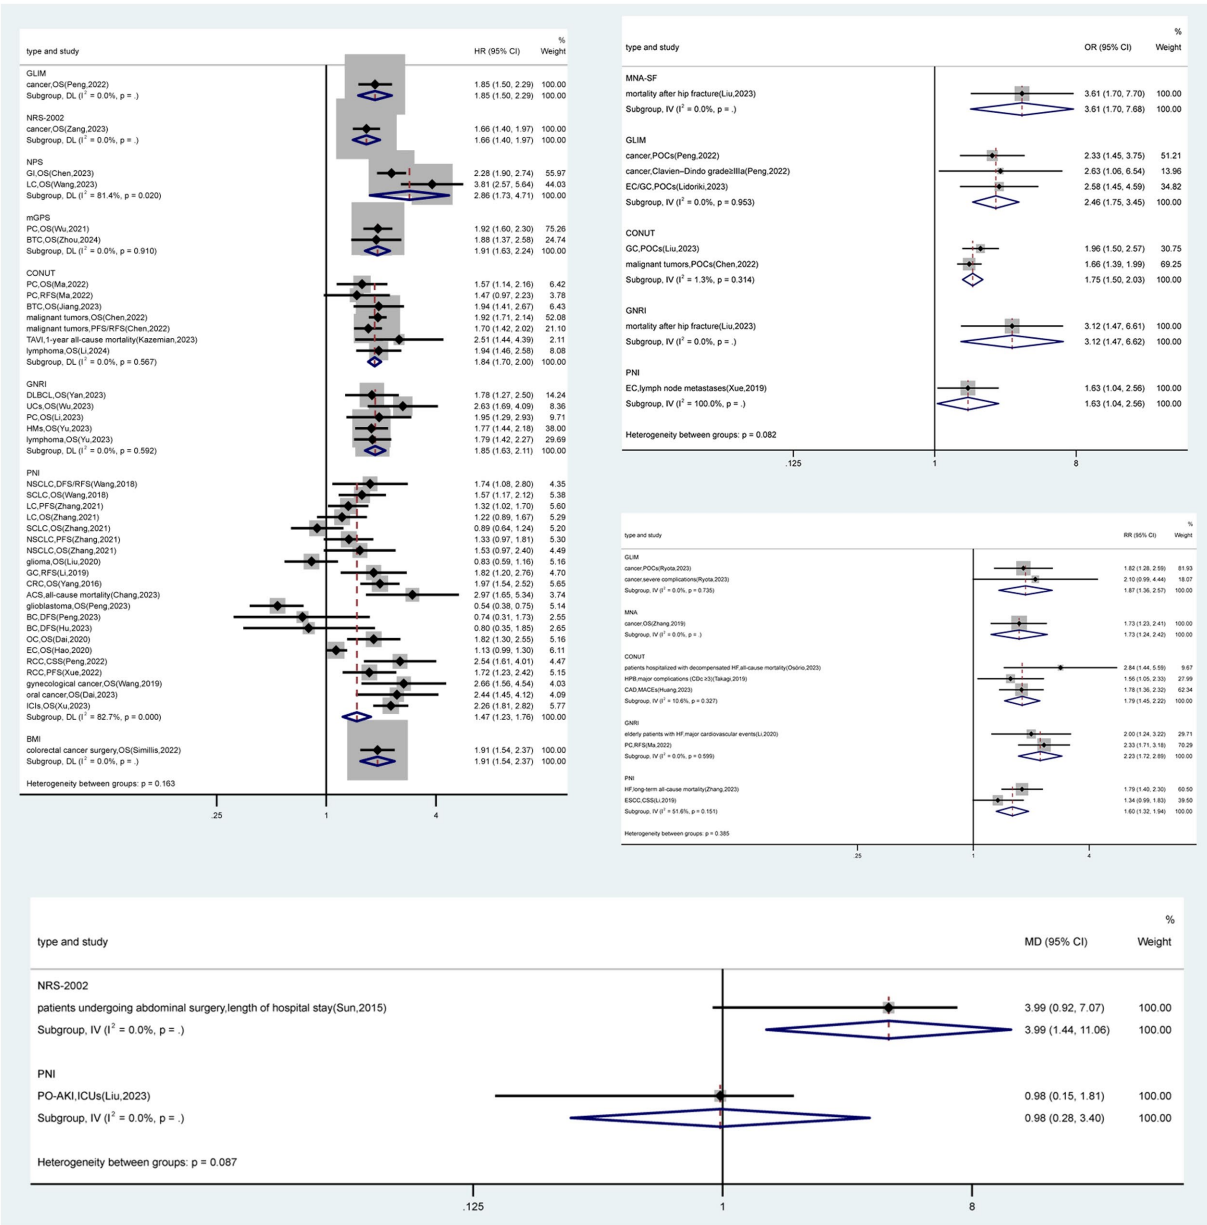 %
type and study HR (95% CI) Weight
GLIM
cancer,OS(Peng,2022) 1.85 (1.50, 2.29) 100.00
Subgroup, DL (I² = 0.0%, p = .) 1.85 (1.50, 2.29) 100.00
NRS-2002
cancer,OS(Zang,2023) 1.66 (1.40, 1.97) 100.00
Subgroup, DL (I² = 0.0%, p = .) 1.66 (1.40, 1.97) 100.00
NPS
GI,OS(Chen,2023) 2.28 (1.90, 2.74) 55.97
LC,OS(Wang,2023) 3.81 (2.57, 5.64) 44.03
Subgroup, DL (I² = 81.4%, p = 0.020) 2.86 (1.73, 4.71) 100.00
mGPS
PC,OS(Wu,2021) 1.92 (1.60, 2.30) 75.26
BTC,OS(Zhou,2024) 1.88 (1.37, 2.58) 24.74
Subgroup, DL (I² = 0.0%, p = 0.910) 1.91 (1.63, 2.24) 100.00
CONUT
PC,OS(Ma,2022) 1.57 (1.14, 2.16) 6.42
PC,RFS(Ma,2022) 1.47 (0.97, 2.23) 3.78
BTC,OS(Jiang,2023) 1.94 (1.41, 2.67) 6.43
malignant tumors,OS(Chen,2022) 1.92 (1.71, 2.14) 52.08
malignant tumors,PFS/RFS(Chen,2022) 1.70 (1.42, 2.02) 21.10
TAVI,1-year all-cause mortality(Kazemian,2023) 2.51 (1.44, 4.39) 2.11
lymphoma,OS(Li,2024) 1.94 (1.46, 2.58) 8.08
Subgroup, DL (I² = 0.0%, p = 0.567) 1.84 (1.70, 2.00) 100.00
GNRI
DLBCL,OS(Yan,2023) 1.78 (1.27, 2.50) 14.24
UCs,OS(Wu,2023) 2.63 (1.69, 4.09) 8.36
PC,OS(Li,2023) 1.95 (1.29, 2.93) 9.71
HMs,OS(Yu,2023) 1.77 (1.44, 2.18) 38.00
lymphoma,OS(Yu,2023) 1.79 (1.42, 2.27) 29.69
Subgroup, DL (I² = 0.0%, p = 0.592) 1.85 (1.63, 2.11) 100.00
PNI
NSCLC,DFS/RFS(Wang,2018) 1.74 (1.08, 2.80) 4.35
SCLC,OS(Wang,2018) 1.57 (1.17, 2.12) 5.38
LC,PFS(Zhang,2021) 1.32 (1.02, 1.70) 5.60
LC,OS(Zhang,2021) 1.22 (0.89, 1.67) 5.29
SCLC,OS(Zhang,2021) 0.89 (0.64, 1.24) 5.20
NSCLC,PFS(Zhang,2021) 1.33 (0.97, 1.81) 5.30
NSCLC,OS(Zhang,2021) 1.53 (0.97, 2.40) 4.49
glioma,OS(Liu,2020) 0.83 (0.59, 1.16) 5.16
GC,RFS(Li,2019) 1.82 (1.20, 2.76) 4.70
CRC,OS(Yang,2016) 1.97 (1.54, 2.52) 5.65
ACS,all-cause mortality(Chang,2023) 2.97 (1.65, 5.34) 3.74
glioblastoma,OS(Peng,2023) 0.54 (0.38, 0.75) 5.14
BC,DFS(Peng,2023) 0.74 (0.31, 1.73) 2.55
BC,DFS(Hu,2023) 0.80 (0.35, 1.85) 2.65
OC,OS(Dai,2020) 1.82 (1.30, 2.55) 5.16
EC,OS(Hao,2020) 1.13 (0.99, 1.30) 6.11
RCC,CSS(Peng,2022) 2.54 (1.61, 4.01) 4.47
RCC,PFS(Xue,2022) 1.72 (1.23, 2.42) 5.15
gynecological cancer,OS(Wang,2019) 2.66 (1.56, 4.54) 4.03
oral cancer,OS(Dai,2023) 2.44 (1.45, 4.12) 4.09
ICIs,OS(Xu,2023) 2.26 (1.81, 2.82) 5.77
Subgroup, DL (I² = 82.7%, p = 0.000) 1.47 (1.23, 1.76) 100.00
BMI
colorectal cancer surgery,OS(Simillis,2022) 1.91 (1.54, 2.37) 100.00
Subgroup, DL (I² = 0.0%, p = .) 1.91 (1.54, 2.37) 100.00
Heterogeneity between groups: p = 0.163
.25 1 4
%
type and study OR (95% CI) Weight
MNA-SF
mortality after hip fracture(Liu,2023) 3.61 (1.70, 7.70) 100.00
Subgroup, IV (I² = 0.0%, p = .) 3.61 (1.70, 7.68) 100.00
GLIM
cancer,POCs(Peng,2022) 2.33 (1.45, 3.75) 51.21
cancer,Clavien–Dindo grade≥IIIa(Peng,2022) 2.63 (1.06, 6.54) 13.96
EC/GC,POCs(Lidoriki,2023) 2.58 (1.45, 4.59) 34.82
Subgroup, IV (I² = 0.0%, p = 0.953) 2.46 (1.75, 3.45) 100.00
CONUT
GC,POCs(Liu,2023) 1.96 (1.50, 2.57) 30.75
malignant tumors,POCs(Chen,2022) 1.66 (1.39, 1.99) 69.25
Subgroup, IV (I² = 1.3%, p = 0.314) 1.75 (1.50, 2.03) 100.00
GNRI
mortality after hip fracture(Liu,2023) 3.12 (1.47, 6.61) 100.00
Subgroup, IV (I² = 0.0%, p = .) 3.12 (1.47, 6.62) 100.00
PNI
EC,lymph node metastases(Xue,2019) 1.63 (1.04, 2.56) 100.00
Subgroup, IV (I² = 100.0%, p = .) 1.63 (1.04, 2.56) 100.00
Heterogeneity between groups: p = 0.082
.125 1 8
%
type and study RR (95% CI) Weight
GLIM
cancer,POCs(Ryota,2023) 1.82 (1.28, 2.59) 81.93
cancer,severe complications(Ryota,2023) 2.10 (0.99, 4.44) 18.07
Subgroup, IV (I² = 0.0%, p = 0.735) 1.87 (1.36, 2.57) 100.00
MNA
cancer,OS(Zhang,2019) 1.73 (1.23, 2.41) 100.00
Subgroup, IV (I² = 0.0%, p = .) 1.73 (1.24, 2.42) 100.00
CONUT
patients hospitalized with decompensated HF,all-cause mortality(Osório,2023) 2.84 (1.44, 5.59) 9.67
HPB,major complications (CDc ≥3)(Takagi,2019) 1.56 (1.05, 2.33) 27.99
CAD,MACEs(Huang,2023) 1.78 (1.36, 2.32) 62.34
Subgroup, IV (I² = 10.6%, p = 0.327) 1.79 (1.45, 2.22) 100.00
GNRI
elderly patients with HF,major cardiovascular events(Li,2020) 2.00 (1.24, 3.22) 29.71
PC,RFS(Ma,2022) 2.33 (1.71, 3.18) 70.29
Subgroup, IV (I² = 0.0%, p = 0.599) 2.23 (1.72, 2.69) 100.00
PNI
HF,long-term all-cause mortality(Zhang,2023) 1.79 (1.40, 2.30) 60.50
ESCC,CSS(Li,2019) 1.34 (0.99, 1.83) 39.50
Subgroup, IV (I² = 51.6%, p = 0.151) 1.60 (1.32, 1.94) 100.00
Heterogeneity between groups: p = 0.385
.25 1 4
%
type and study MD (95% CI) Weight
NRS-2002
patients undergoing abdominal surgery,length of hospital stay(Sun,2015) 3.99 (0.92, 7.07) 100.00
Subgroup, IV (I² = 0.0%, p = .) 3.99 (1.44, 11.06) 100.00
PNI
PO-AKI,ICUs(Liu,2023) 0.98 (0.15, 1.81) 100.00
Subgroup, IV (I² = 0.0%, p = .) 0.98 (0.28, 3.40) 100.00
Heterogeneity between groups: p = 0.087
.125 1 8